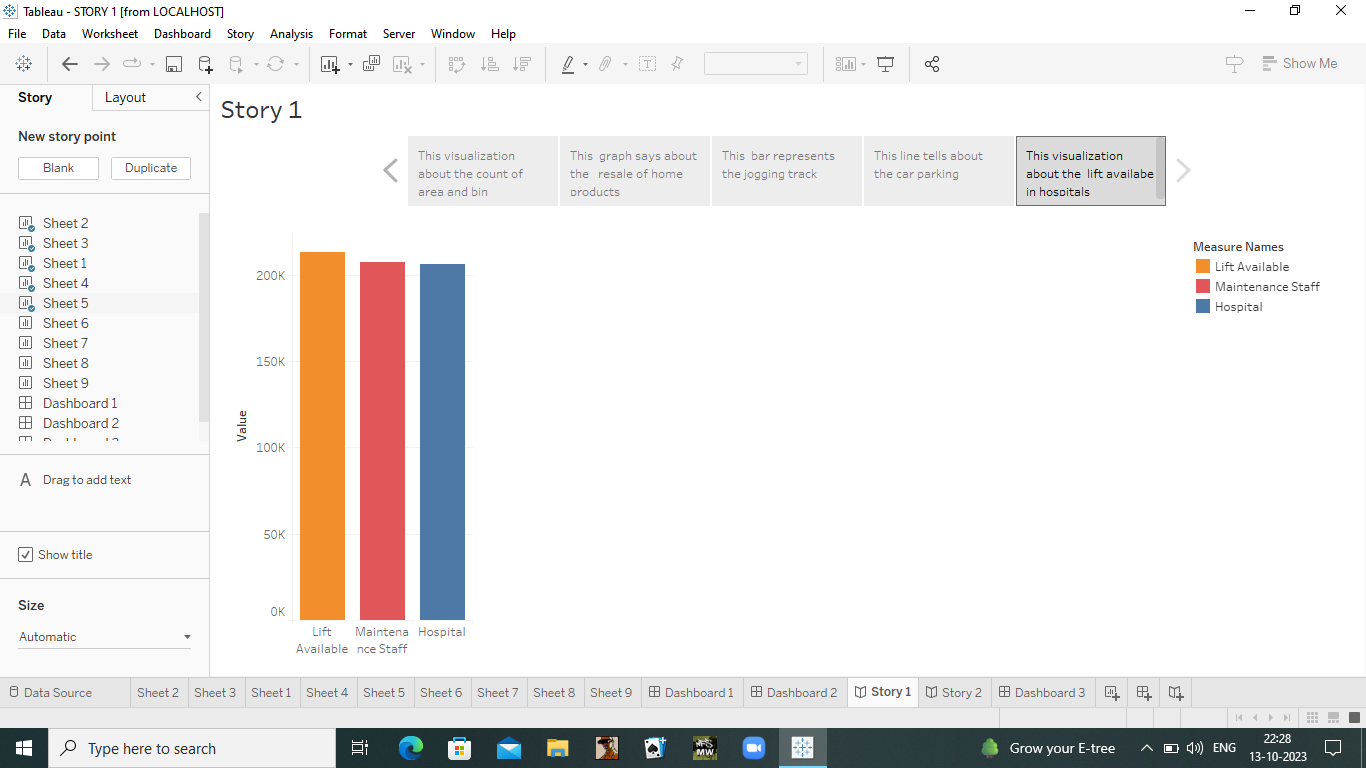 Tableau - STORY 1 [from LOCALHOST]
File Data Worksheet Dashboard Story Analysis Format Server Window Help
Show Me
Story Layout
New story point
Blank Duplicate
Sheet 2
Sheet 3
Sheet 1
Sheet 4
Sheet 5
Sheet 6
Sheet 7
Sheet 8
Sheet 9
Dashboard 1
Dashboard 2
A Drag to add text
Show title
Size
Automatic
Story 1
This visualization
about the count of
area and bin
This graph says about
the resale of home
products
This bar represents
the jogging track
This line tells about
the car parking
This visualization
about the lift availabe
in hospitals
Value
200K
150K
100K
50K
0K
Lift
Available
Maintena
nce Staff
Hospital
Measure Names
Lift Available
Maintenance Staff
Hospital
Data Source Sheet 2 Sheet 3 Sheet 1 Sheet 4 Sheet 5 Sheet 6 Sheet 7 Sheet 8 Sheet 9 Dashboard 1 Dashboard 2 Story 1 Story 2 Dashboard 3
Type here to search
MW
Grow your E-tree
ENG
22:28
13-10-2023